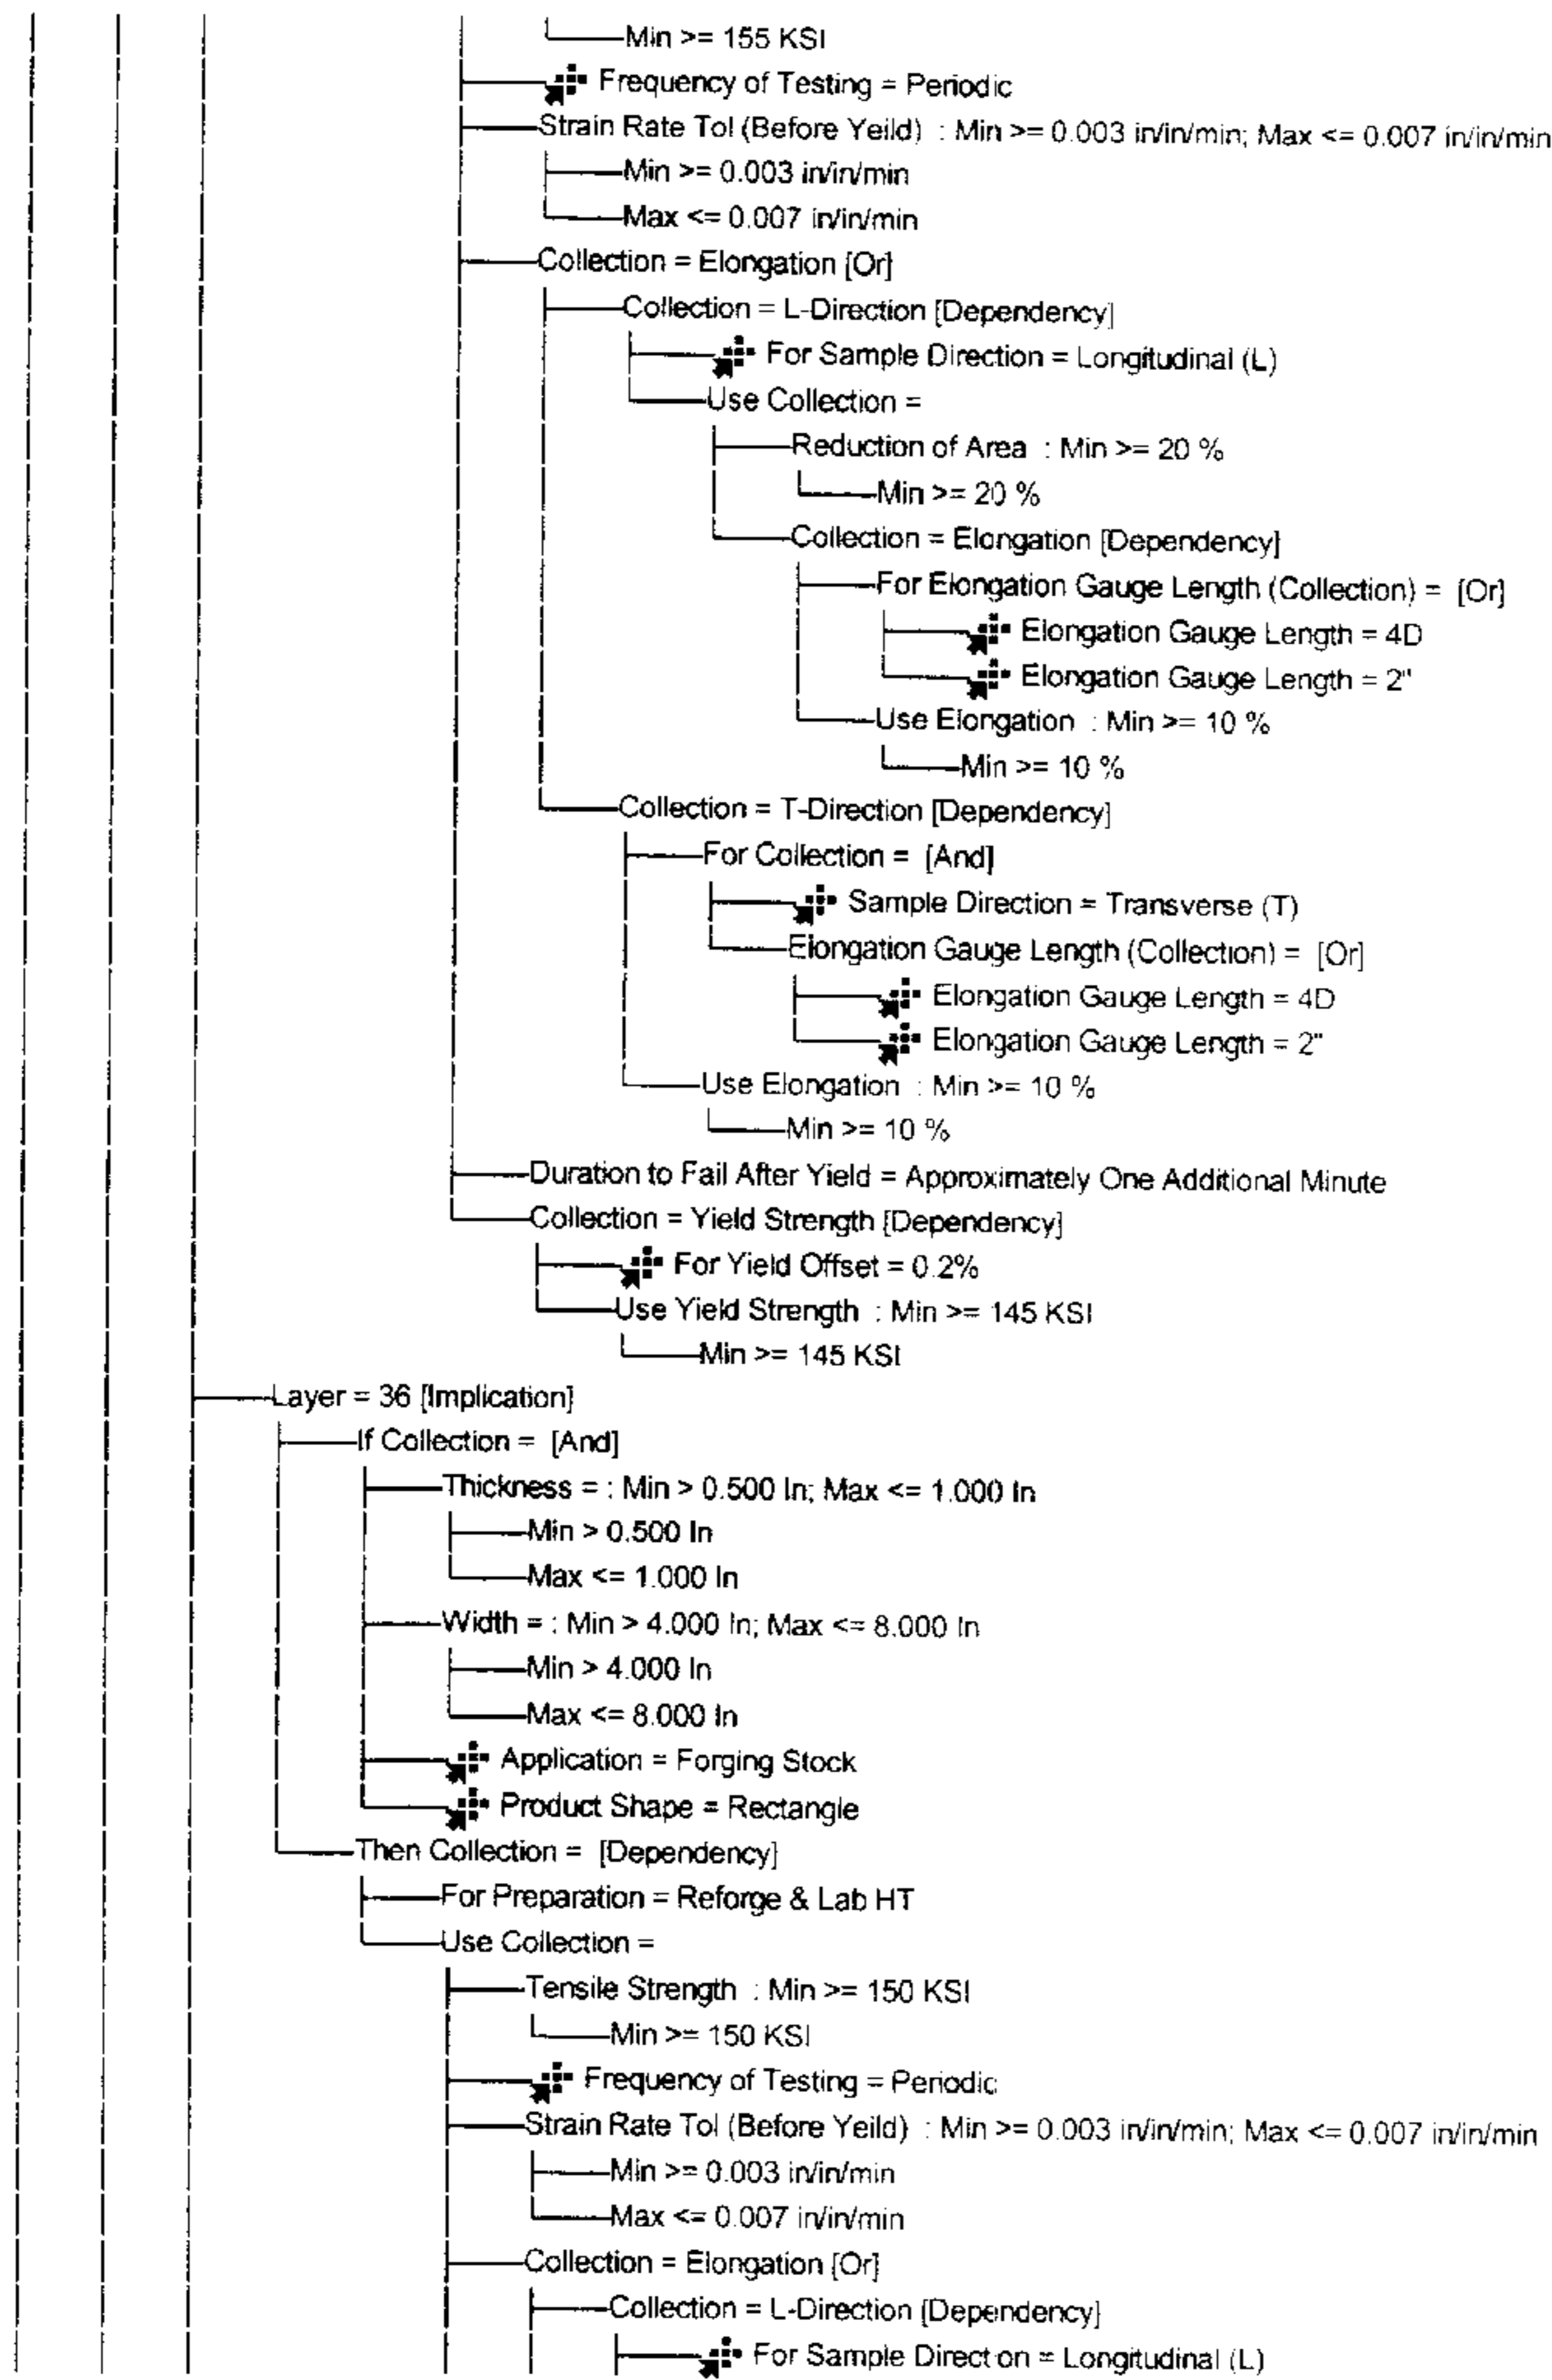 Min >= 155 KSI
Frequency of Testing = Periodic
Strain Rate Tol (Before Yeild) : Min >= 0.003 in/in/min; Max <= 0.007 in/in/min
Min >= 0.003 in/in/min
Max <= 0.007 in/in/min
Collection = Elongation [Or]
Collection = L-Direction [Dependency]
For Sample Direction = Longitudinal (L)
Use Collection =
Reduction of Area : Min >= 20 %
Min >= 20 %
Collection = Elongation [Dependency]
For Elongation Gauge Length (Collection) = [Or]
Elongation Gauge Length = 4D
Elongation Gauge Length = 2"
Use Elongation : Min >= 10 %
Min >= 10 %
Collection = T-Direction [Dependency]
For Collection = [And]
Sample Direction = Transverse (T)
Elongation Gauge Length (Collection) = [Or]
Elongation Gauge Length = 4D
Elongation Gauge Length = 2"
Use Elongation : Min >= 10 %
Min >= 10 %
Duration to Fail After Yield = Approximately One Additional Minute
Collection = Yield Strength [Dependency]
For Yield Offset = 0.2%
Use Yield Strength : Min >= 145 KSI
Min >= 145 KSI
Layer = 36 [Implication]
If Collection = [And]
Thickness = : Min > 0.500 In; Max <= 1.000 In
Min > 0.500 In
Max <= 1.000 In
Width = : Min > 4.000 In; Max <= 8.000 In
Min > 4.000 In
Max <= 8.000 In
Application = Forging Stock
Product Shape = Rectangle
Then Collection = [Dependency]
For Preparation = Reforge & Lab HT
Use Collection =
Tensile Strength : Min >= 150 KSI
Min >= 150 KSI
Frequency of Testing = Periodic
Strain Rate Tol (Before Yeild) : Min >= 0.003 in/in/min; Max <= 0.007 in/in/min
Min >= 0.003 in/in/min
Max <= 0.007 in/in/min
Collection = Elongation [Or]
Collection = L-Direction [Dependency]
For Sample Direction = Longitudinal (L)